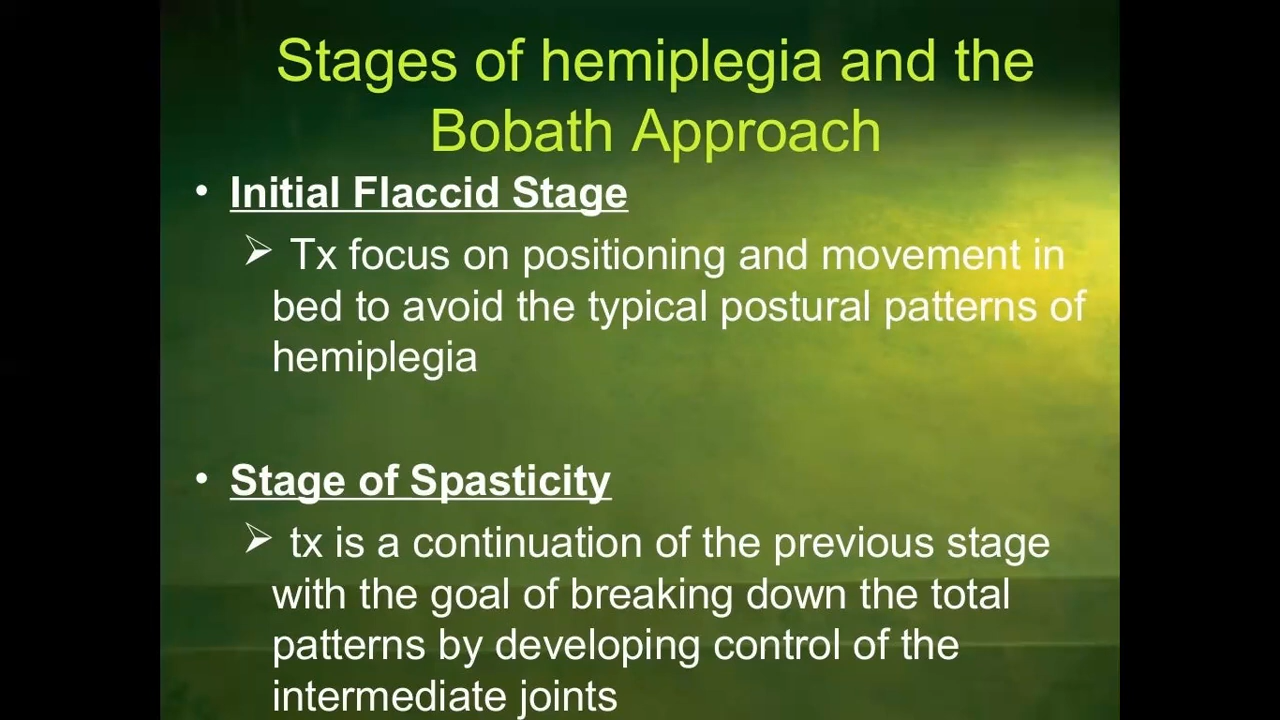 Stages of hemiplegia and the
Bobath Approach
• Initial Flaccid Stage
➢ Tx focus on positioning and movement in
bed to avoid the typical postural patterns of
hemiplegia
• Stage of Spasticity
➢ tx is a continuation of the previous stage
with the goal of breaking down the total
patterns by developing control of the
intermediate joints